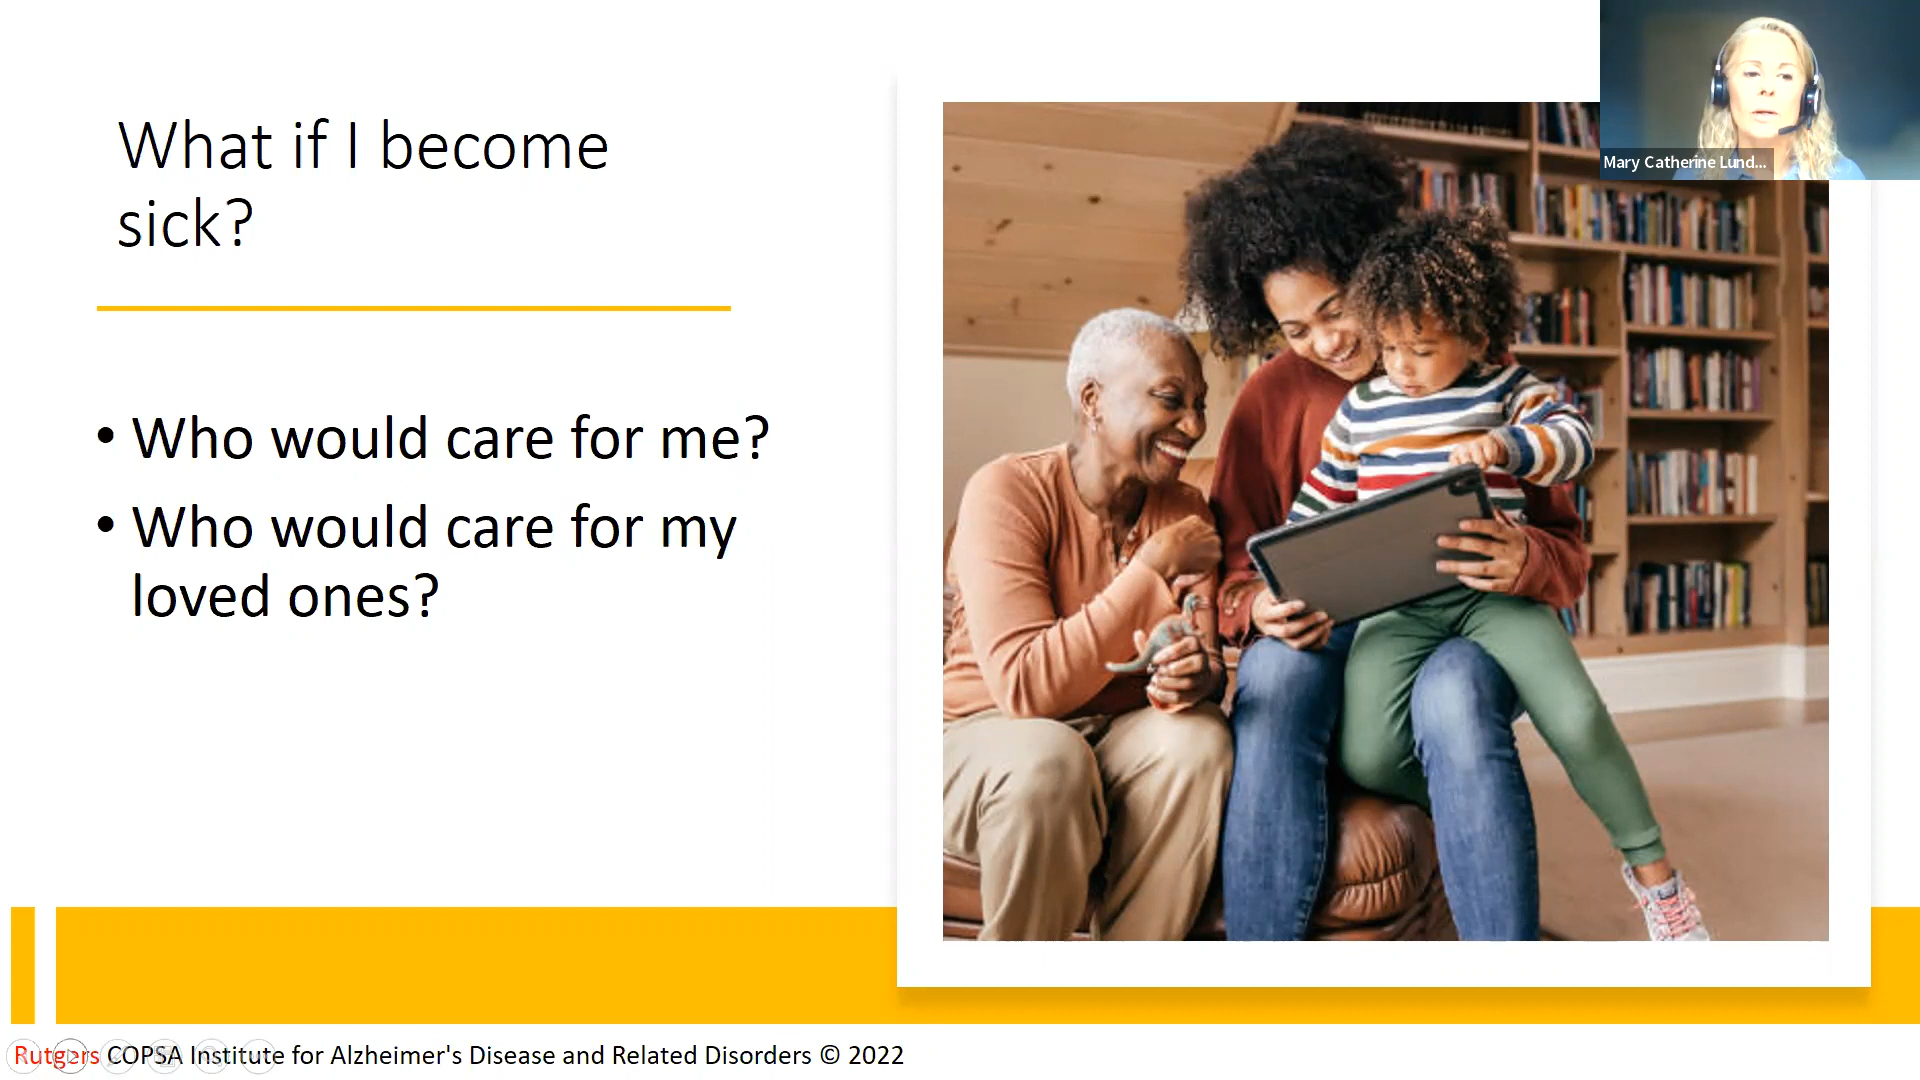 What if I become
sick?
• Who would care for me?
• Who would care for my
loved ones?
Mary Catherine Lund...
Rutgers COPSA Institute for Alzheimer's Disease and Related Disorders © 2022